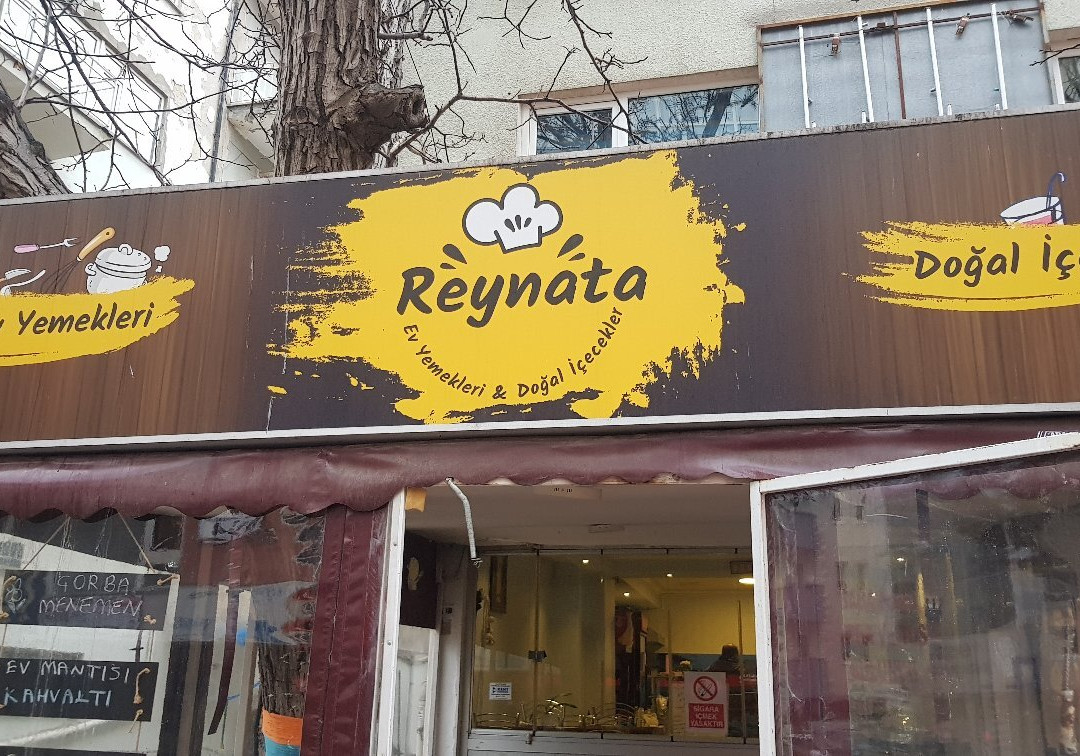 Yemekleri
Reynata
Ev Yemekleri & Doğal İçecekler
Doğal İç
ÇORBA
MENEMEN
EV MANTISI
KAHVALTI
SİGARA
İÇMEK
YASAKTIR